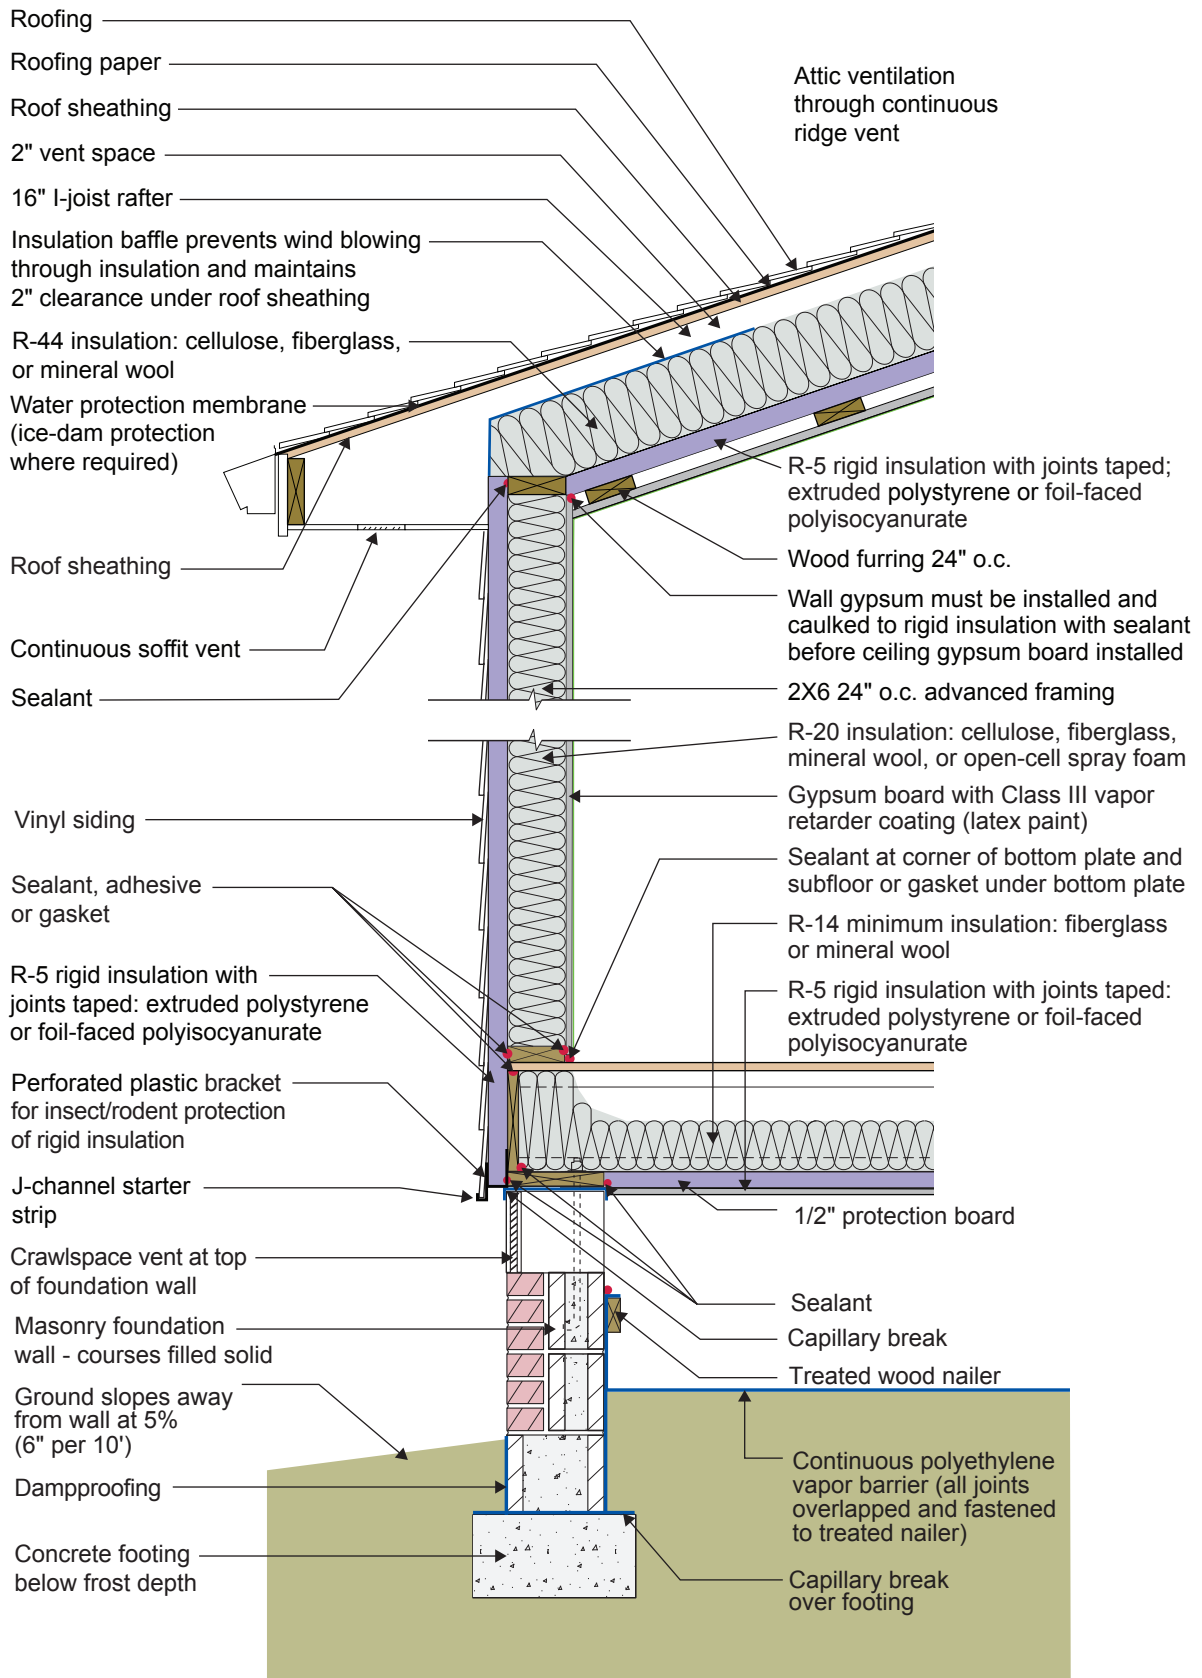 Roofing
Roofing paper
Roof sheathing
2" vent space
16" I-joist rafter
Insulation baffle prevents wind blowing
through insulation and maintains
2" clearance under roof sheathing
R-44 insulation: cellulose, fiberglass,
or mineral wool
Water protection membrane
(ice-dam protection
where required)
Roof sheathing
Continuous soffit vent
Sealant
Vinyl siding
Sealant, adhesive
or gasket
R-5 rigid insulation with
joints taped: extruded polystyrene
or foil-faced polyisocyanurate
Perforated plastic bracket
for insect/rodent protection
of rigid insulation
J-channel starter
strip
Crawlspace vent at top
of foundation wall
Masonry foundation
wall - courses filled solid
Ground slopes away
from wall at 5%
(6" per 10')
Dampproofing
Concrete footing
below frost depth
Attic ventilation
through continuous
ridge vent
R-5 rigid insulation with joints taped;
extruded polystyrene or foil-faced
polyisocyanurate
Wood furring 24" o.c.
Wall gypsum must be installed and
caulked to rigid insulation with sealant
before ceiling gypsum board installed
2X6 24" o.c. advanced framing
R-20 insulation: cellulose, fiberglass,
mineral wool, or open-cell spray foam
Gypsum board with Class III vapor
retarder coating (latex paint)
Sealant at corner of bottom plate and
subfloor or gasket under bottom plate
R-14 minimum insulation: fiberglass
or mineral wool
R-5 rigid insulation with joints taped:
extruded polystyrene or foil-faced
polyisocyanurate
1/2" protection board
Sealant
Capillary break
Treated wood nailer
Continuous polyethylene
vapor barrier (all joints
overlapped and fastened
to treated nailer)
Capillary break
over footing